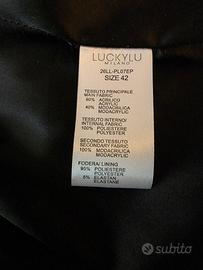 LUCKYLU
MILANO
26LL-PL07EP
SIZE 42
TESSUTO PRINCIPALE
MAIN FABRIC
60% ACRILICO
ACRYLIC
40% MODACRILICA
MODACRYLIC
TESSUTO INTERNO/
INTERNAL FABRIC
100% POLIESTERE
POLYESTER
SECONDO TESSUTO
SECONDARY FABRIC
100% MODACRILICA
MODACRYLIC
FODERA/ LINING
95% POLIESTERE
POLYESTER
5% ELASTAN
ELASTANE
subito